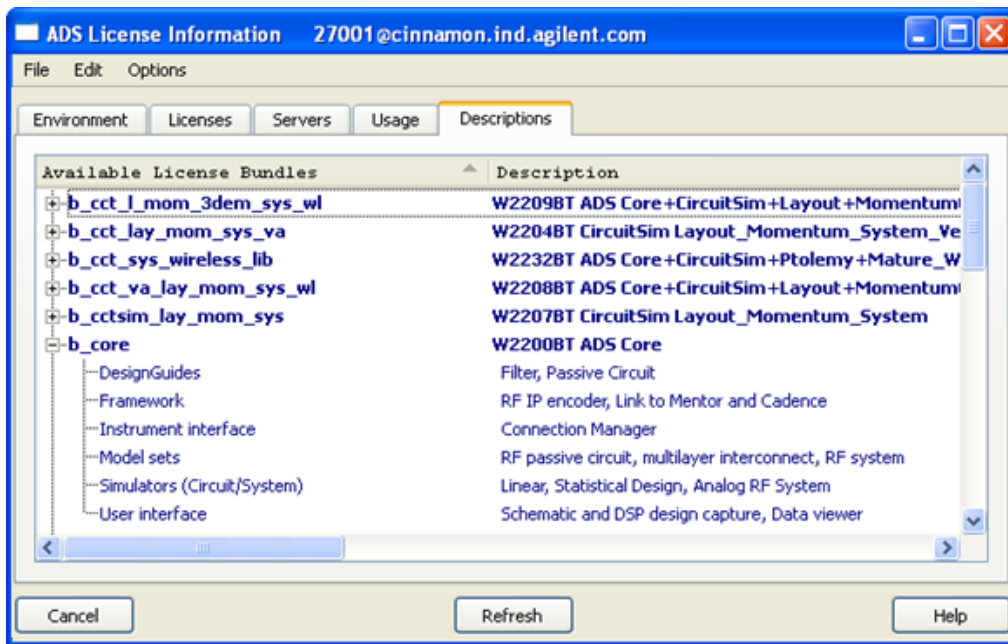 ADS License Information 27001@cinnamon.ind.agilent.com
File Edit Options
Environment Licenses Servers Usage Descriptions
Available License Bundles Description
b_cct_l_mom_3dem_sys_wl W2209BT ADS Core+CircuitSim+Layout+Momentum
b_cct_lay_mom_sys_va W2204BT CircuitSim Layout_Momentum_System_Ve
b_cct_sys_wireless_lib W2232BT ADS Core+CircuitSim+Ptolemy+Mature_W
b_cct_va_lay_mom_sys_wl W2208BT ADS Core+CircuitSim+Layout+Momentum
b_cctsim_lay_mom_sys W2207BT CircuitSim Layout_Momentum_System
b_core W2200BT ADS Core
DesignGuides Filter, Passive Circuit
Framework RF IP encoder, Link to Mentor and Cadence
Instrument interface Connection Manager
Model sets RF passive circuit, multilayer interconnect, RF system
Simulators (Circuit/System) Linear, Statistical Design, Analog RF System
User interface Schematic and DSP design capture, Data viewer
Cancel Refresh Help